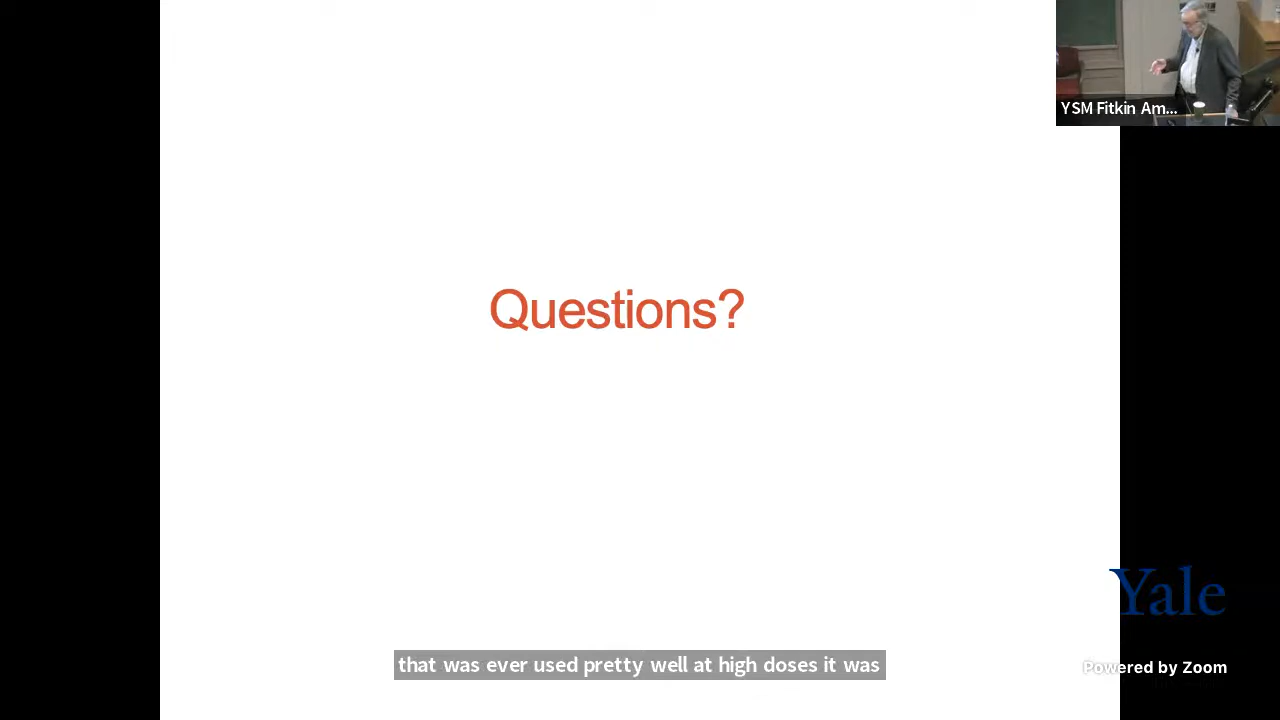 YSM Fitkin Am...
Questions?
Yale
that was ever used pretty well at high doses it was
Powered by Zoom